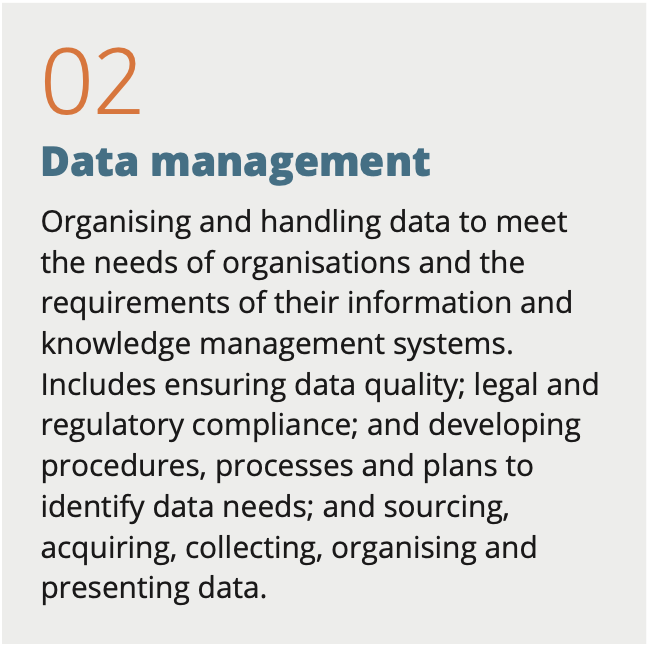 02
Data management
Organising and handling data to meet
the needs of organisations and the
requirements of their information and
knowledge management systems.
Includes ensuring data quality; legal and
regulatory compliance; and developing
procedures, processes and plans to
identify data needs; and sourcing,
acquiring, collecting, organising and
presenting data.